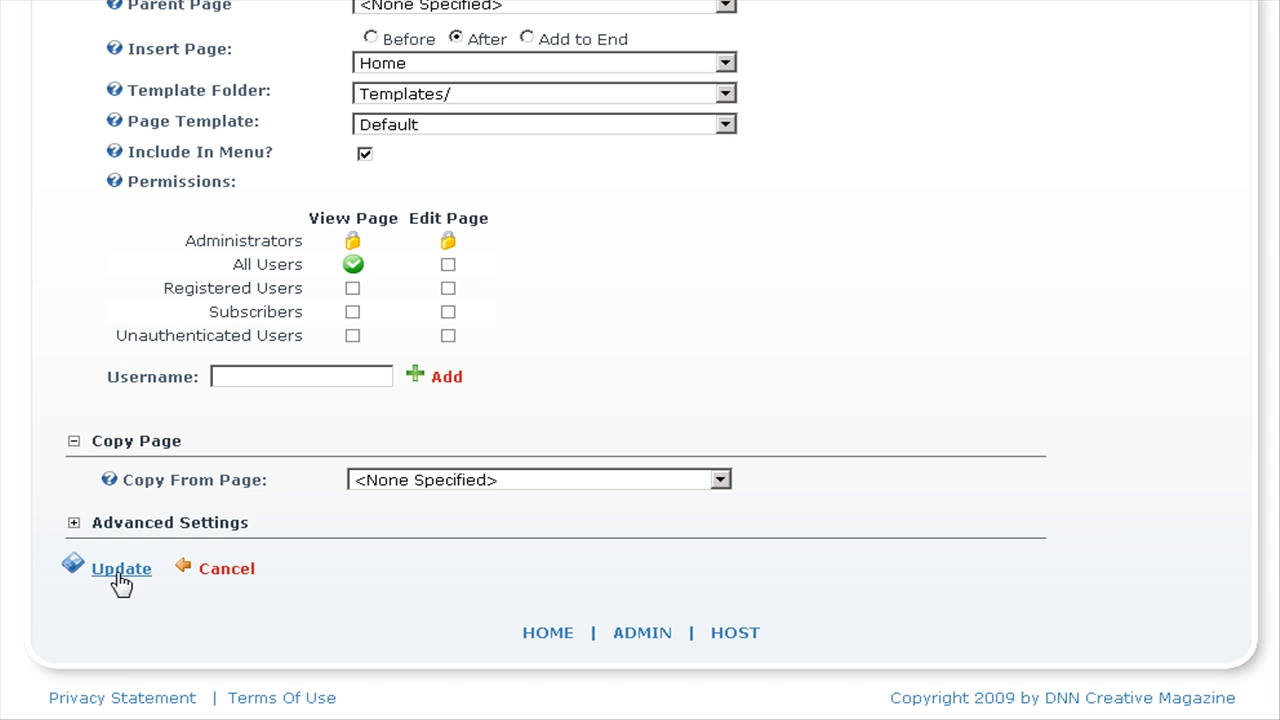 Parent Page
<None Specified>
Insert Page:
Before After Add to End
Home
Template Folder:
Templates/
Page Template:
Default
Include In Menu?
Permissions:
View Page Edit Page
Administrators
All Users
Registered Users
Subscribers
Unauthenticated Users
Username:
Add
Copy Page
Copy From Page:
<None Specified>
Advanced Settings
Update Cancel
HOME | ADMIN | HOST
Privacy Statement | Terms Of Use
Copyright 2009 by DNN Creative Magazine